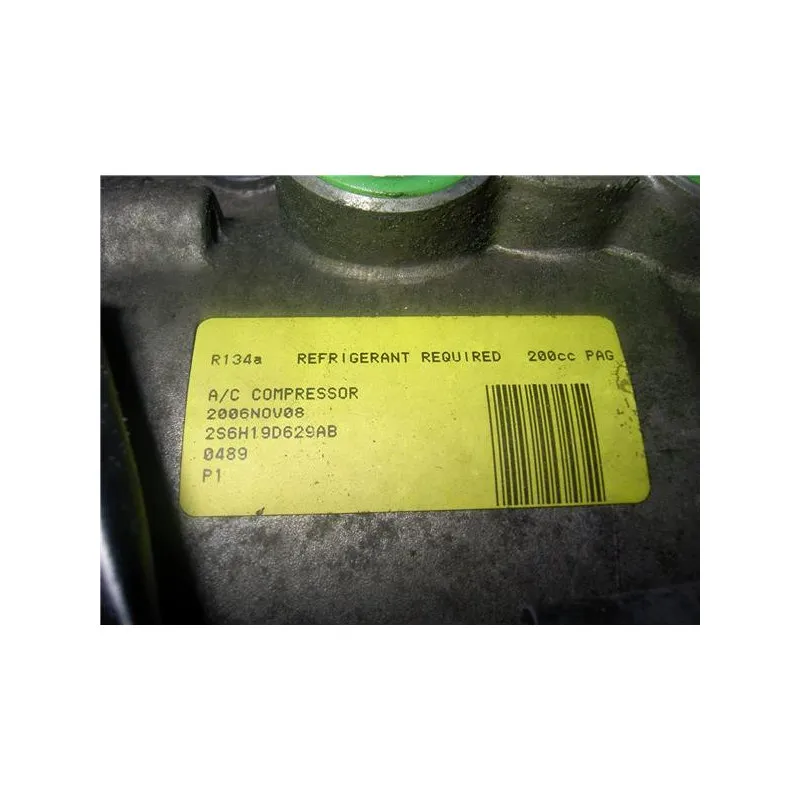 R134a REFRIGERANT REQUIRED 200cc PAG
A/C COMPRESSOR
2006NOV08
2S6H19D629AB
0489
P1